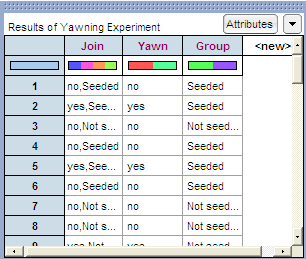 Results of Yawning Experiment Attributes
Join Yawn Group <new>
1 no,Seeded no Seeded
2 yes,See... yes Seeded
3 no,Not s... no Not seed...
4 no,Seeded no Seeded
5 yes,See... yes Seeded
6 no,Seeded no Seeded
7 no,Not s... no Not seed...
8 no,Not s... no Not seed...
9 yes,Not yes Not seed